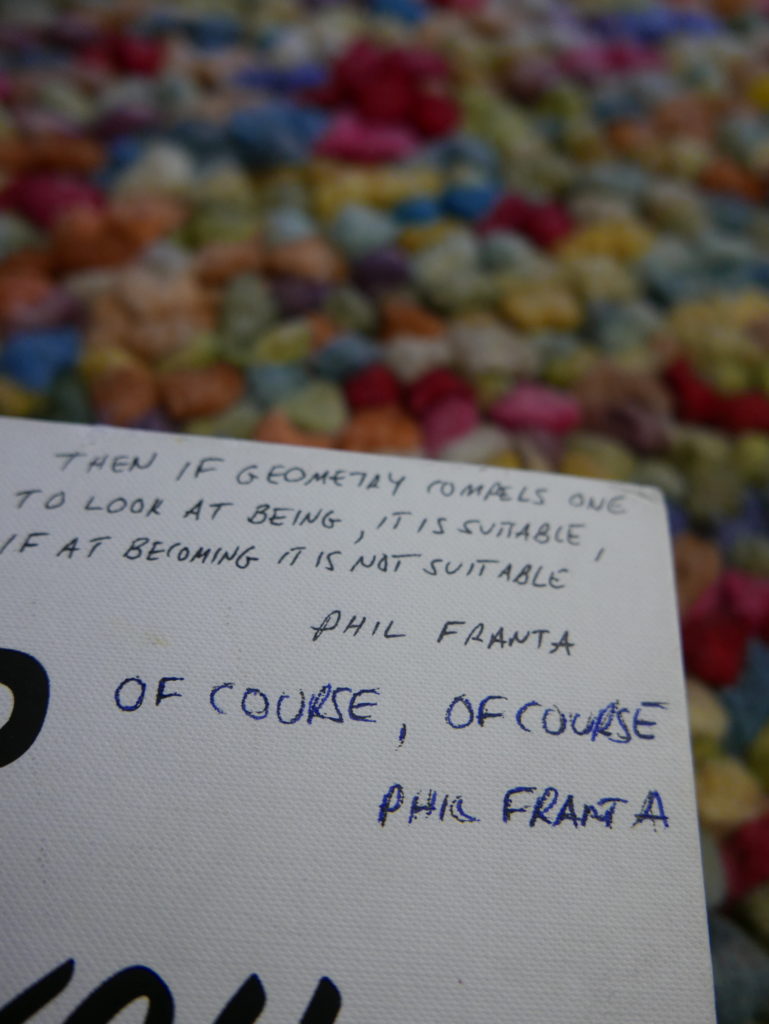 THEN IF GEOMETRY COMPELS ONE
TO LOOK AT BEING, IT IS SUITABLE,
IF AT BECOMING IT IS NOT SUITABLE
PHIL FRANTA
OF COURSE, OF COURSE
PHIL FRANTA